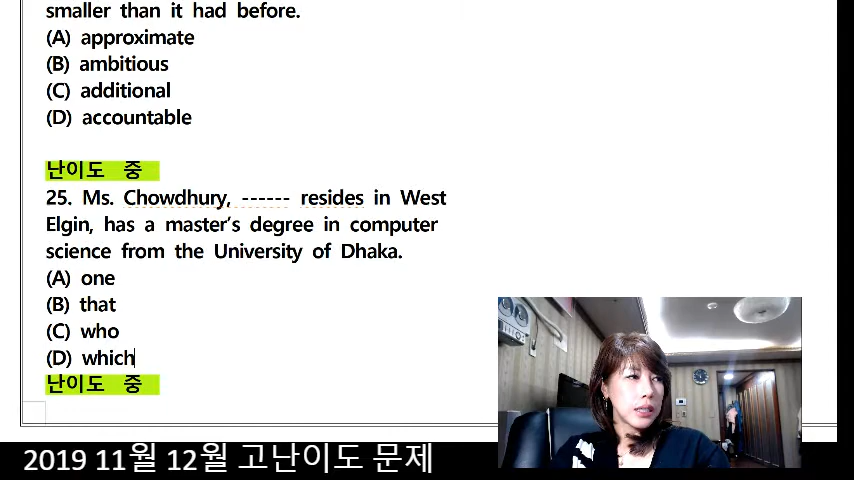 smaller than it had before.
(A) approximate
(B) ambitious
(C) additional
(D) accountable
난이도 중
25. Ms. Chowdhury, ------ resides in West
Elgin, has a master's degree in computer
science from the University of Dhaka.
(A) one
(B) that
(C) who
(D) which
난이도 중
2019 11월 12월 고난이도 문제